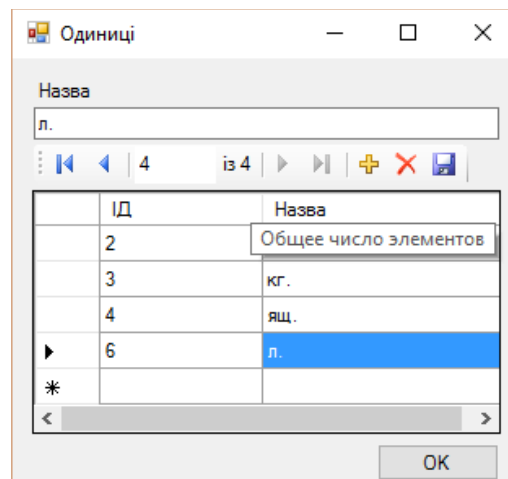 Одиниці
Назва
л.
4 із 4
ІД Назва
2 Общее число элементов
3 кг.
4 ящ.
6 л.
OK